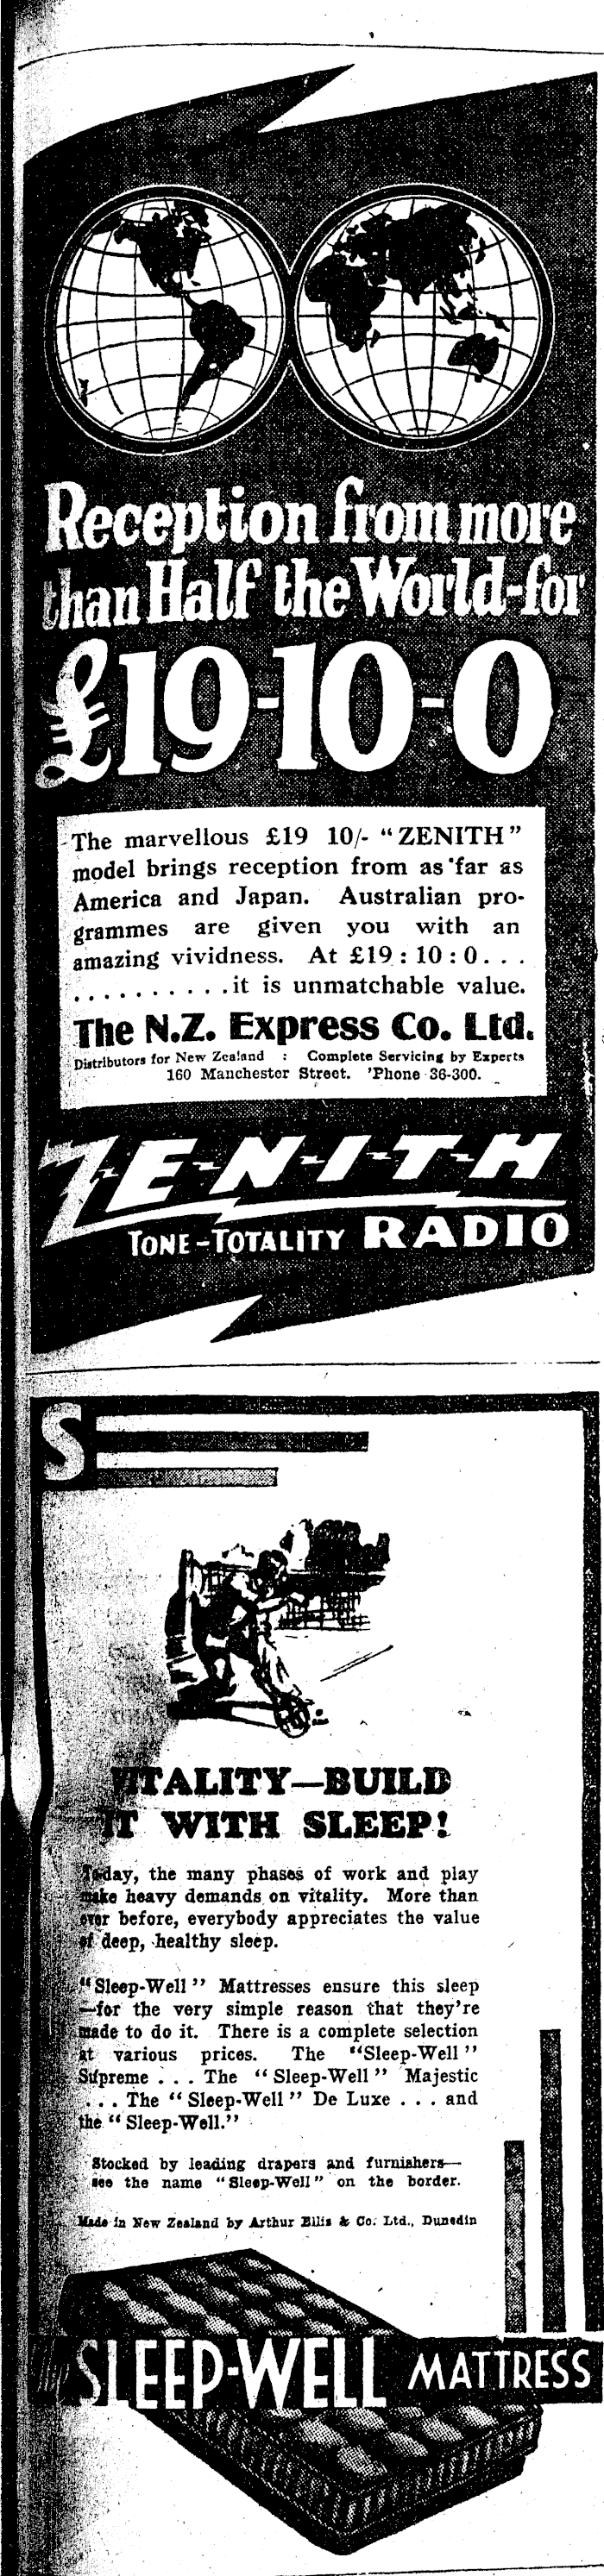 Reception from more
than Half the World-for
£19-10-0
The marvellous £19 10/- "ZENITH"
model brings reception from as far as
America and Japan. Australian pro-
grammes are given you with an
amazing vividness. At £19 : 10 : 0 . . .
. . . . . . . . . . it is unmatchable value.
The N.Z. Express Co. Ltd.
Distributors for New Zealand : Complete Servicing by Experts
160 Manchester Street. 'Phone 36-300.
Z-E-N-I-T-H
TONE-TOTALITY RADIO
S
VITALITY—BUILD
IT WITH SLEEP!
Today, the many phases of work and play
make heavy demands on vitality. More than
ever before, everybody appreciates the value
of deep, healthy sleep.
"Sleep-Well" Mattresses ensure this sleep
—for the very simple reason that they're
made to do it. There is a complete selection
at various prices. The "Sleep-Well"
Supreme . . . The "Sleep-Well" Majestic
. . . The "Sleep-Well" De Luxe . . . and
the "Sleep-Well."
Stocked by leading drapers and furnishers—
see the name "Sleep-Well" on the border.
Made in New Zealand by Arthur Ellis & Co. Ltd., Dunedin
SLEEP-WELL MATTRESS